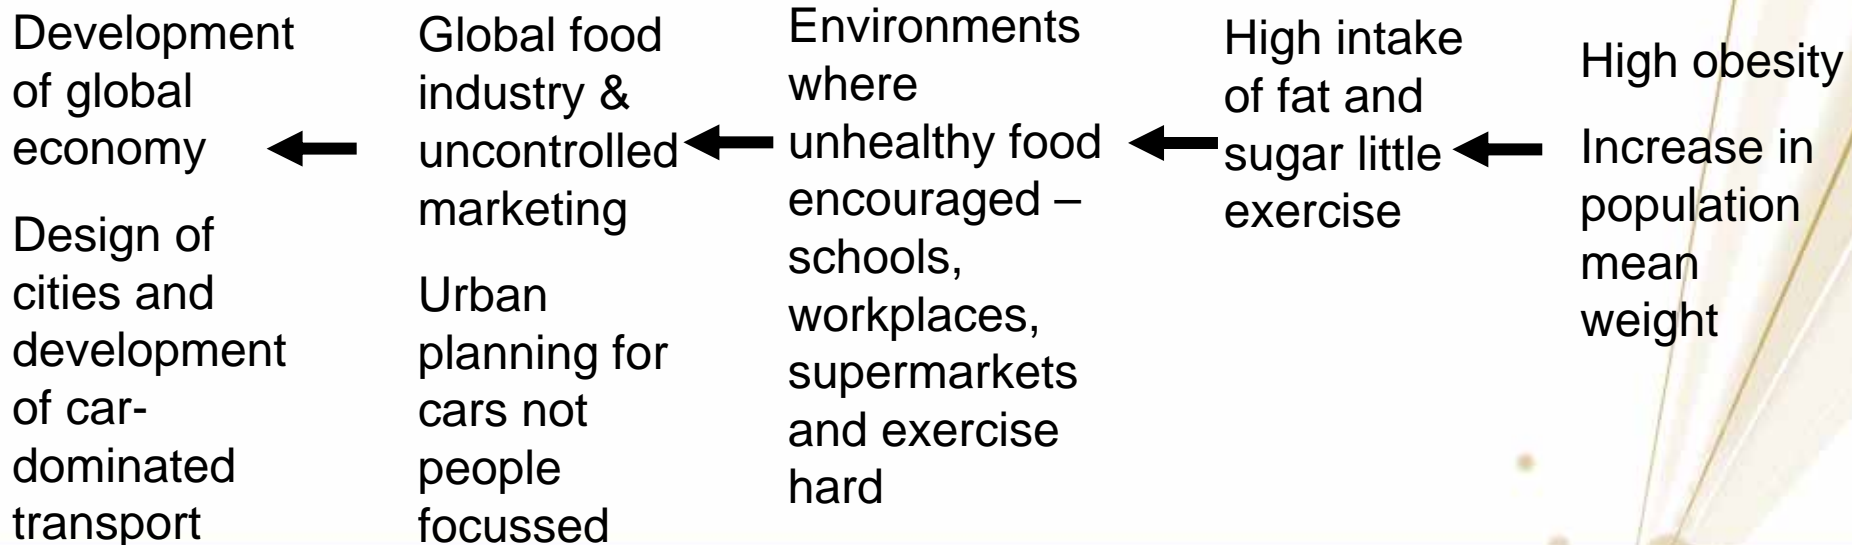 Development
of global
economy
Design of
cities and
development
of car-
dominated
transport
Global food
industry &
uncontrolled
marketing
Urban
planning for
cars not
people
focussed
Environments
where
unhealthy food
encouraged –
schools,
workplaces,
supermarkets
and exercise
hard
High intake
of fat and
sugar little
exercise
High obesity
Increase in
population
mean
weight